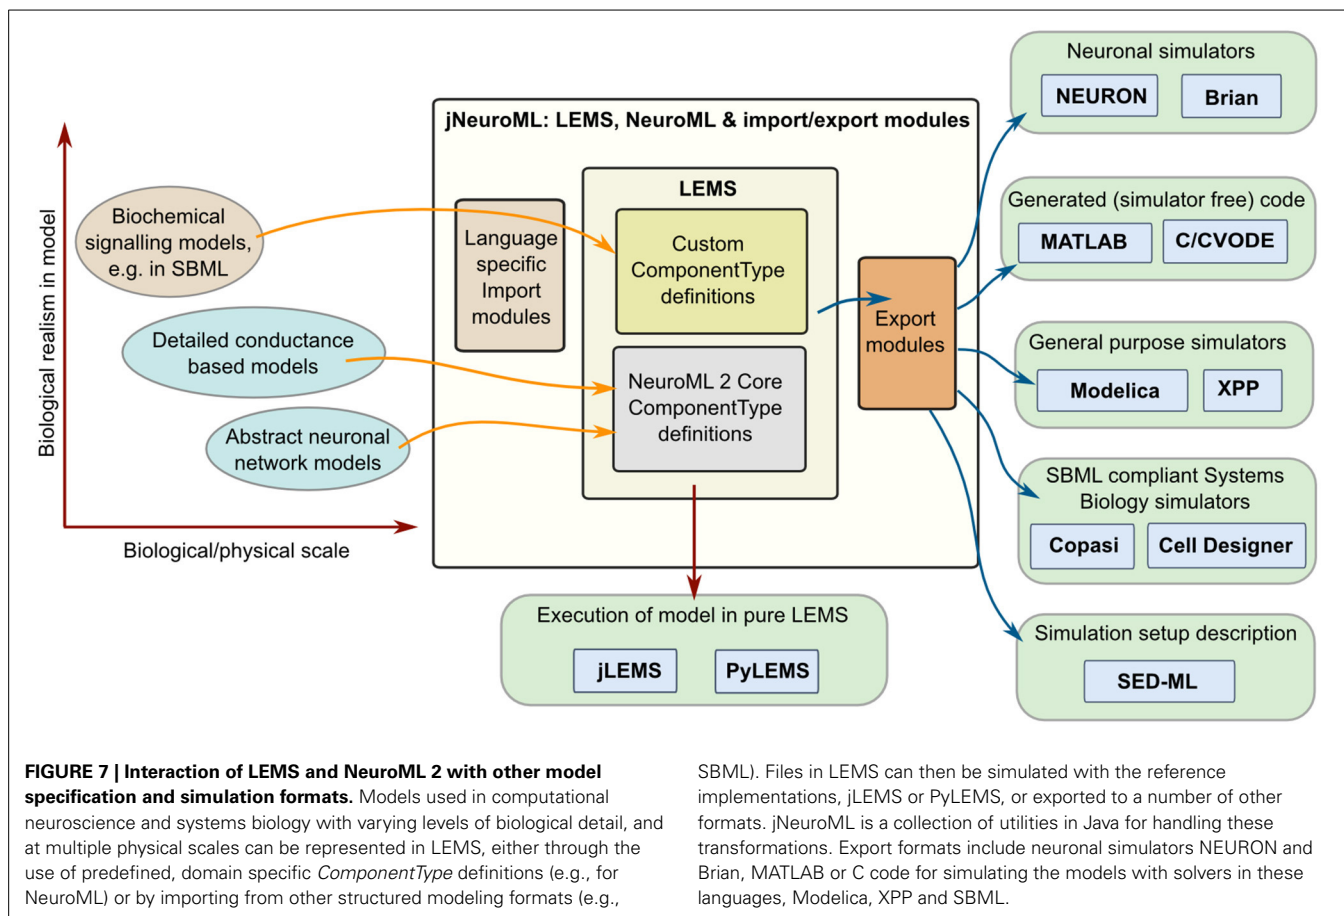 Neuronal simulators
NEURON
Brian
jNeuroML: LEMS, NeuroML & import/export modules
LEMS
Generated (simulator free) code
MATLAB
C/CVODE
Biological realism in model
Biochemical
signalling models,
e.g. in SBML
Language
specific
Import
modules
Custom
ComponentType
definitions
Export
modules
Detailed conductance
based models
General purpose simulators
Modelica
XPP
NeuroML 2 Core
ComponentType
definitions
Abstract neuronal
network models
SBML compliant Systems
Biology simulators
Copasi
Cell Designer
Biological/physical scale
Execution of model in pure LEMS
jLEMS
PyLEMS
Simulation setup description
SED-ML
FIGURE 7 | Interaction of LEMS and NeuroML 2 with other model
specification and simulation formats. Models used in computational
neuroscience and systems biology with varying levels of biological detail, and
at multiple physical scales can be represented in LEMS, either through the
use of predefined, domain specific ComponentType definitions (e.g., for
NeuroML) or by importing from other structured modeling formats (e.g.,
SBML). Files in LEMS can then be simulated with the reference
implementations, jLEMS or PyLEMS, or exported to a number of other
formats. jNeuroML is a collection of utilities in Java for handling these
transformations. Export formats include neuronal simulators NEURON and
Brian, MATLAB or C code for simulating the models with solvers in these
languages, Modelica, XPP and SBML.